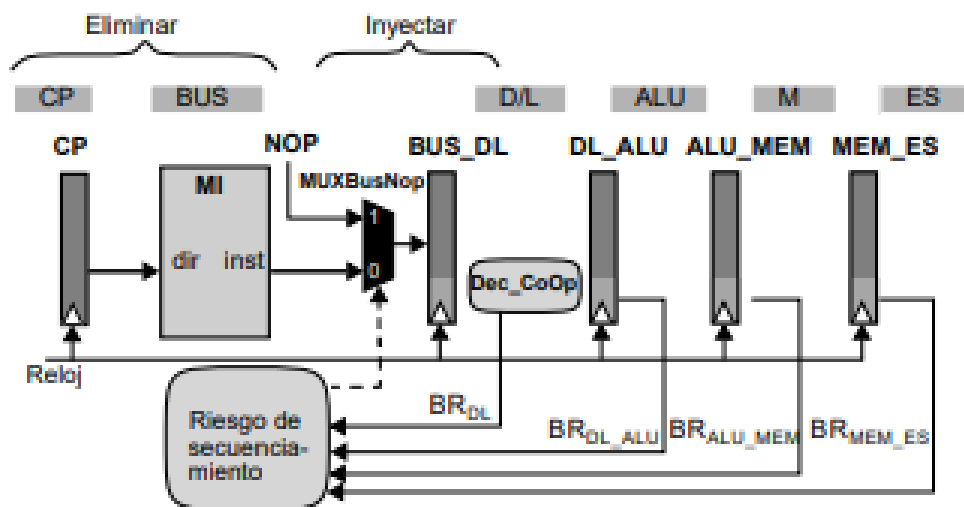 Eliminar Inyectar
CP BUS D/L ALU M ES
CP NOP BUS_DL DL_ALU ALU_MEM MEM_ES
MI MUXBusNop
1
dir inst 0 Dec_CoOp
Reloj
BR_DL
Riesgo de BR_DL_ALU BR_ALU_MEM BR_MEM_ES
secuencia-
miento